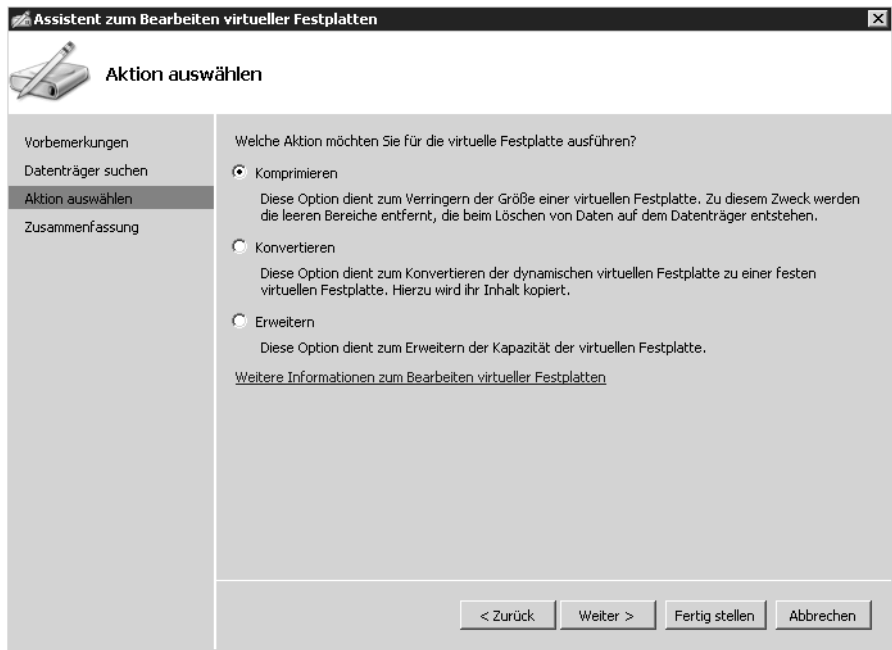 Assistent zum Bearbeiten virtueller Festplatten
Aktion auswählen
Vorbemerkungen
Datenträger suchen
Aktion auswählen
Zusammenfassung
Welche Aktion möchten Sie für die virtuelle Festplatte ausführen?
Komprimieren
Diese Option dient zum Verringern der Größe einer virtuellen Festplatte. Zu diesem Zweck werden
die leeren Bereiche entfernt, die beim Löschen von Daten auf dem Datenträger entstehen.
Konvertieren
Diese Option dient zum Konvertieren der dynamischen virtuellen Festplatte zu einer festen
virtuellen Festplatte. Hierzu wird ihr Inhalt kopiert.
Erweitern
Diese Option dient zum Erweitern der Kapazität der virtuellen Festplatte.
Weitere Informationen zum Bearbeiten virtueller Festplatten
< Zurück Weiter > Fertig stellen Abbrechen